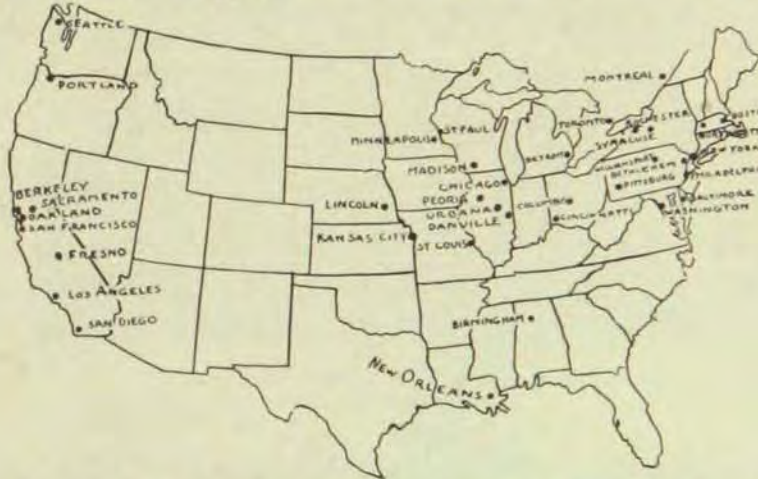 SEATTLE
PORTLAND
BERKELEY
SACRAMENTO
OAKLAND
SAN FRANCISCO
FRESNO
LOS ANGELES
SAN DIEGO
MINNEAPOLIS
ST PAUL
MADISON
CHICAGO
PEORIA
URBANA
DANVILLE
LINCOLN
KANSAS CITY
ST LOUIS
DETROIT
COLUMBUS
CINCINATTI
BIRMINGHAM
NEW ORLEANS
MONTREAL
TORONTO
ROCHESTER
SYRACUSE
BETHLEHEM
PITTSBURG
PHILADELPHI
BALTIMORE
WASHINGTON